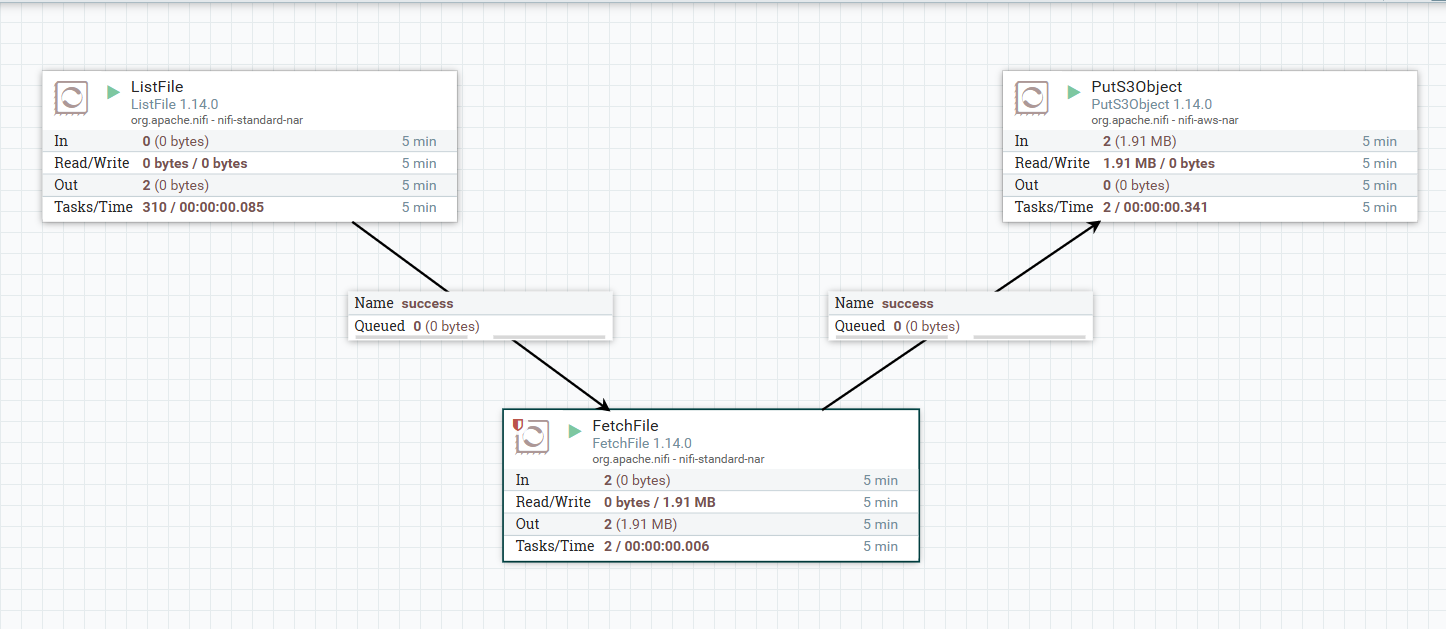 ListFile
ListFile 1.14.0
org.apache.nifi - nifi-standard-nar
In 0 (0 bytes) 5 min
Read/Write 0 bytes / 0 bytes 5 min
Out 2 (0 bytes) 5 min
Tasks/Time 310 / 00:00:00.085 5 min
Name success
Queued 0 (0 bytes)
FetchFile
FetchFile 1.14.0
org.apache.nifi - nifi-standard-nar
In 2 (0 bytes) 5 min
Read/Write 0 bytes / 1.91 MB 5 min
Out 2 (1.91 MB) 5 min
Tasks/Time 2 / 00:00:00.006 5 min
Name success
Queued 0 (0 bytes)
PutS3Object
PutS3Object 1.14.0
org.apache.nifi - nifi-aws-nar
In 2 (1.91 MB) 5 min
Read/Write 1.91 MB / 0 bytes 5 min
Out 0 (0 bytes) 5 min
Tasks/Time 2 / 00:00:00.341 5 min